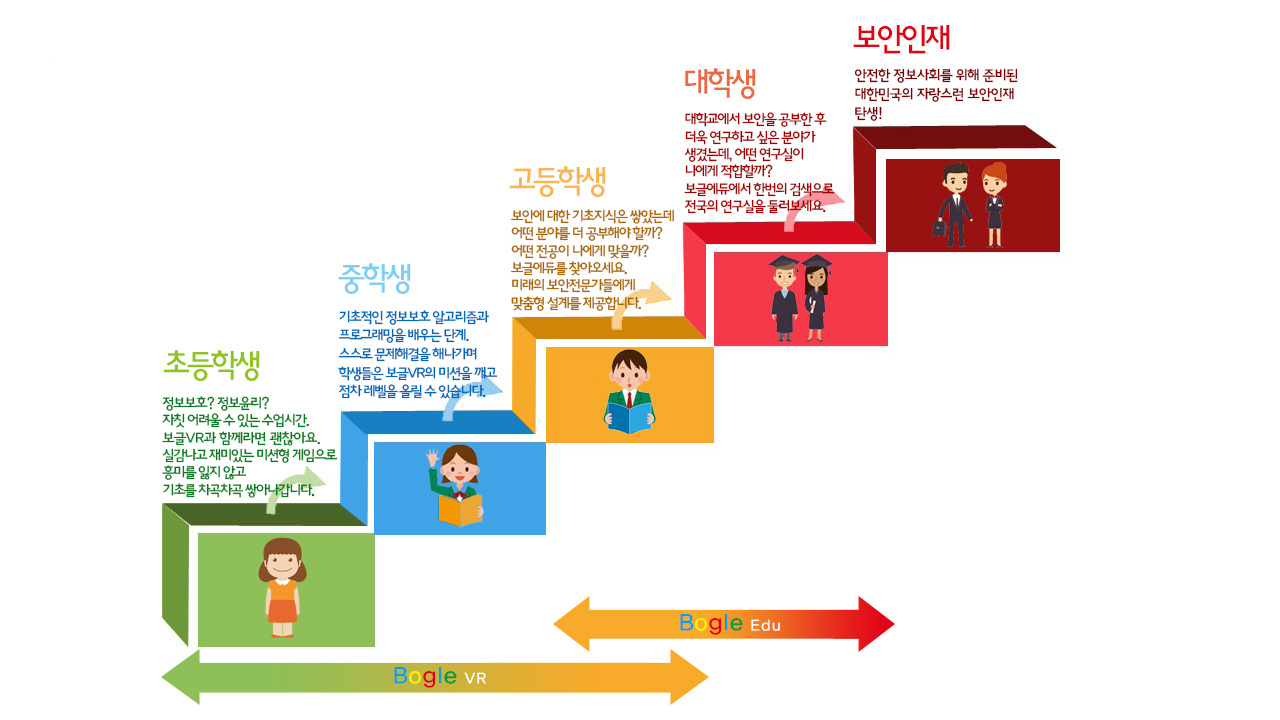 보안인재
안전한 정보사회를 위해 준비된
대한민국의 자랑스런 보안인재
탄생!
대학생
대학교에서 보안을 공부한 후
더욱 연구하고 싶은 분야가
생겼는데, 어떤 연구실이
나에게 적합할까?
보글에듀에서 한번의 검색으로
전국의 연구실을 둘러보세요.
고등학생
보안에 대한 기초지식은 쌓았는데
어떤 분야를 더 공부해야 할까?
어떤 전공이 나에게 맞을까?
보글에듀를 찾아오세요.
미래의 보안전문가들에게
맞춤형 설계를 제공합니다.
중학생
기초적인 정보보호 알고리즘과
프로그래밍을 배우는 단계.
스스로 문제해결을 해나가며
학생들은 보글VR의 미션을 깨고
점차 레벨을 올릴 수 있습니다.
초등학생
정보보호? 정보윤리?
자칫 어려울 수 있는 수업시간.
보글VR과 함께라면 괜찮아요.
실감나고 재미있는 미션형 게임으로
흥미를 잃지 않고
기초를 차곡차곡 쌓아나갑니다.
Bogle Edu
Bogle VR